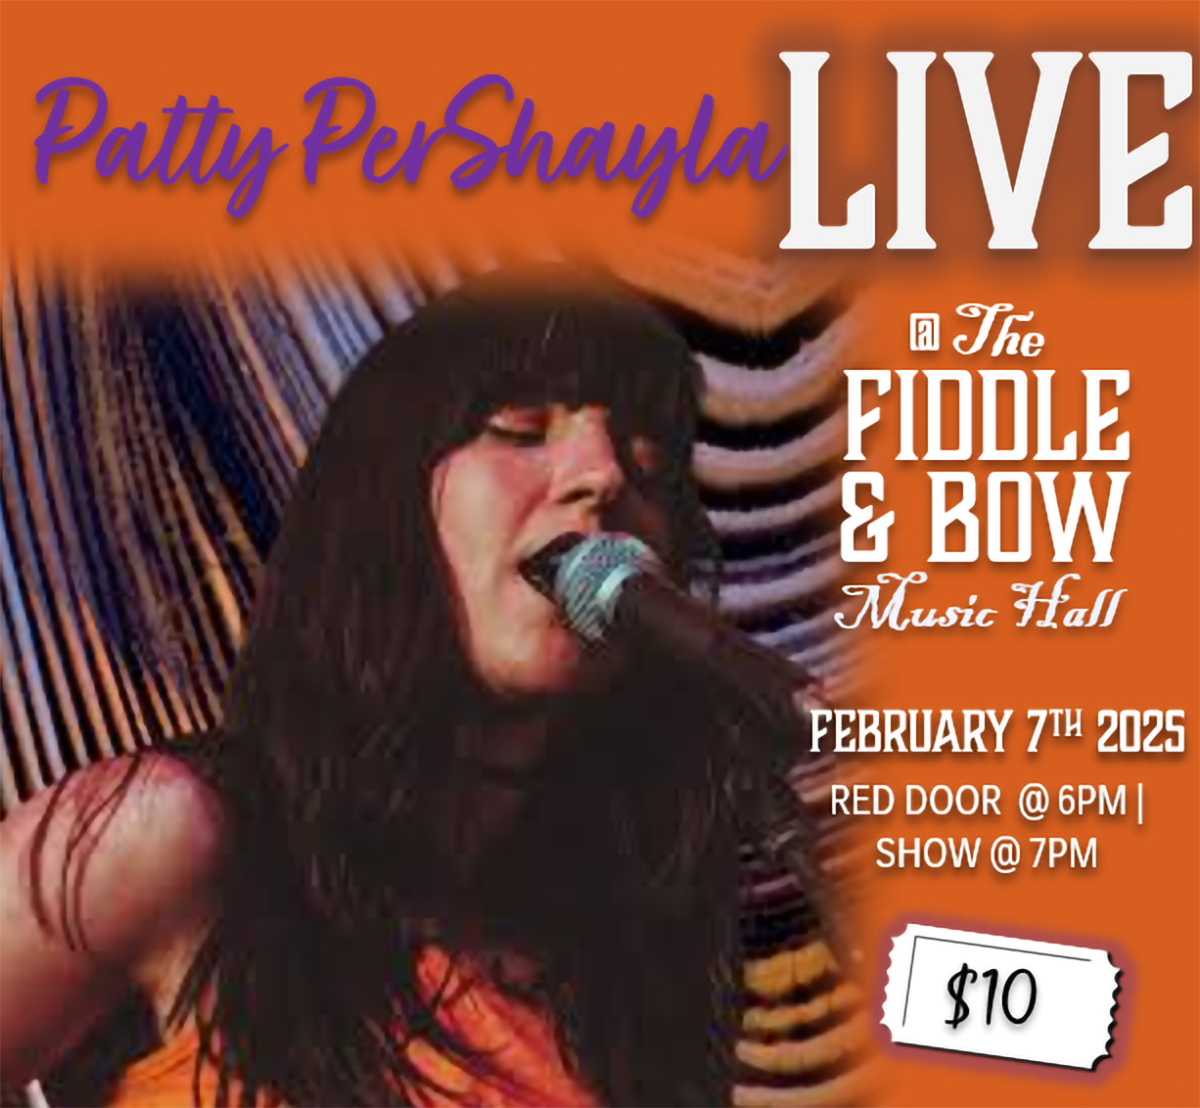 Patty PerShayla LIVE
@ The
FIDDLE
& BOW
Music Hall
FEBRUARY 7TH 2025
RED DOOR @ 6PM |
SHOW @ 7PM
$10